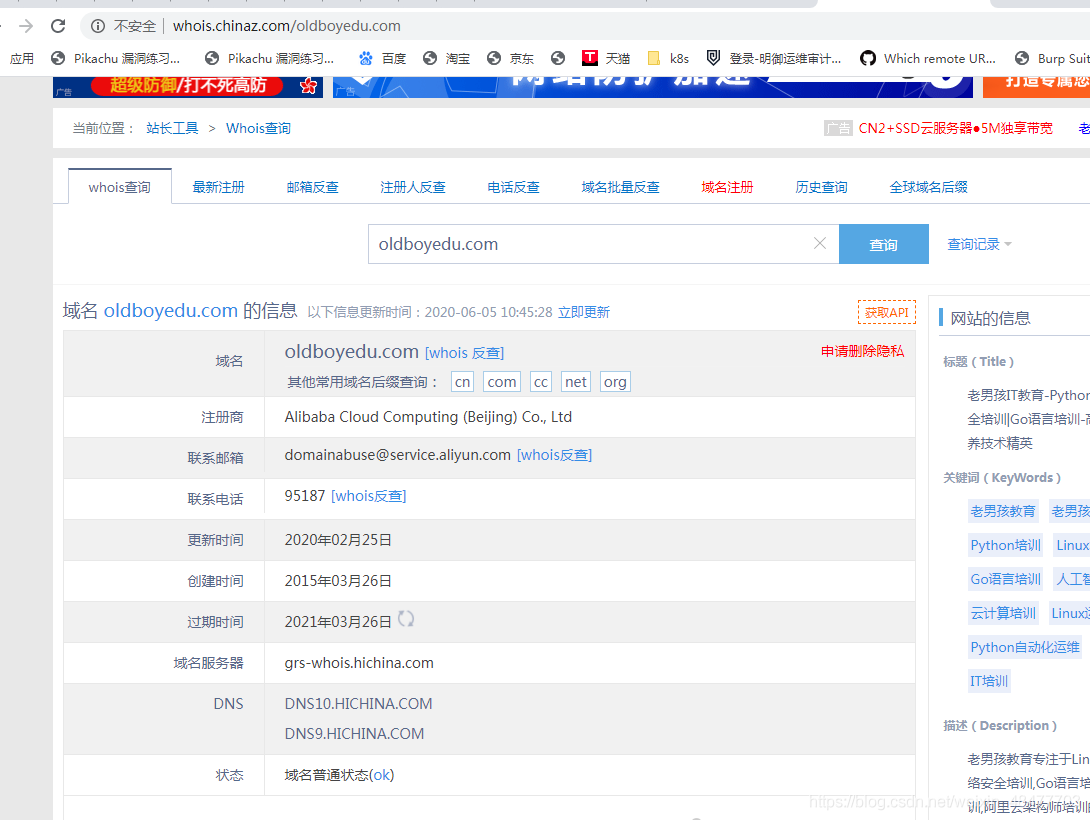 不安全 whois.chinaz.com/oldboyedu.com
应用 Pikachu 漏洞练习... Pikachu 漏洞练习... 百度 淘宝 京东 天猫 k8s 登录-明御运维审计... Which remote UR... Burp Suit
广告 超级防御/打不死高防 广告
当前位置： 站长工具 > Whois查询 广告 CN2+SSD云服务器●5M独享带宽 老
whois查询 最新注册 邮箱反查 注册人反查 电话反查 域名批量反查 域名注册 历史查询 全球域名后缀
oldboyedu.com 查询 查询记录
域名 oldboyedu.com 的信息 以下信息更新时间：2020-06-05 10:45:28 立即更新 获取API
域名 oldboyedu.com [whois 反查] 申请删除隐私
其他常用域名后缀查询： cn com cc net org
注册商 Alibaba Cloud Computing (Beijing) Co., Ltd
联系邮箱 domainabuse@service.aliyun.com [whois反查]
联系电话 95187 [whois反查]
更新时间 2020年02月25日
创建时间 2015年03月26日
过期时间 2021年03月26日
域名服务器 grs-whois.hichina.com
DNS DNS10.HICHINA.COM
DNS9.HICHINA.COM
状态 域名普通状态(ok)
网站的信息
标题 ( Title )
老男孩IT教育-Python
全培训|Go语言培训-高
养技术精英
关键词 ( KeyWords )
老男孩教育 老男孩
Python培训 Linux
Go语言培训 人工智
云计算培训 Linux运
Python自动化运维
IT培训
描述 ( Description )
老男孩教育专注于Lin
络安全培训,Go语言培
训,阿里云架构师培训